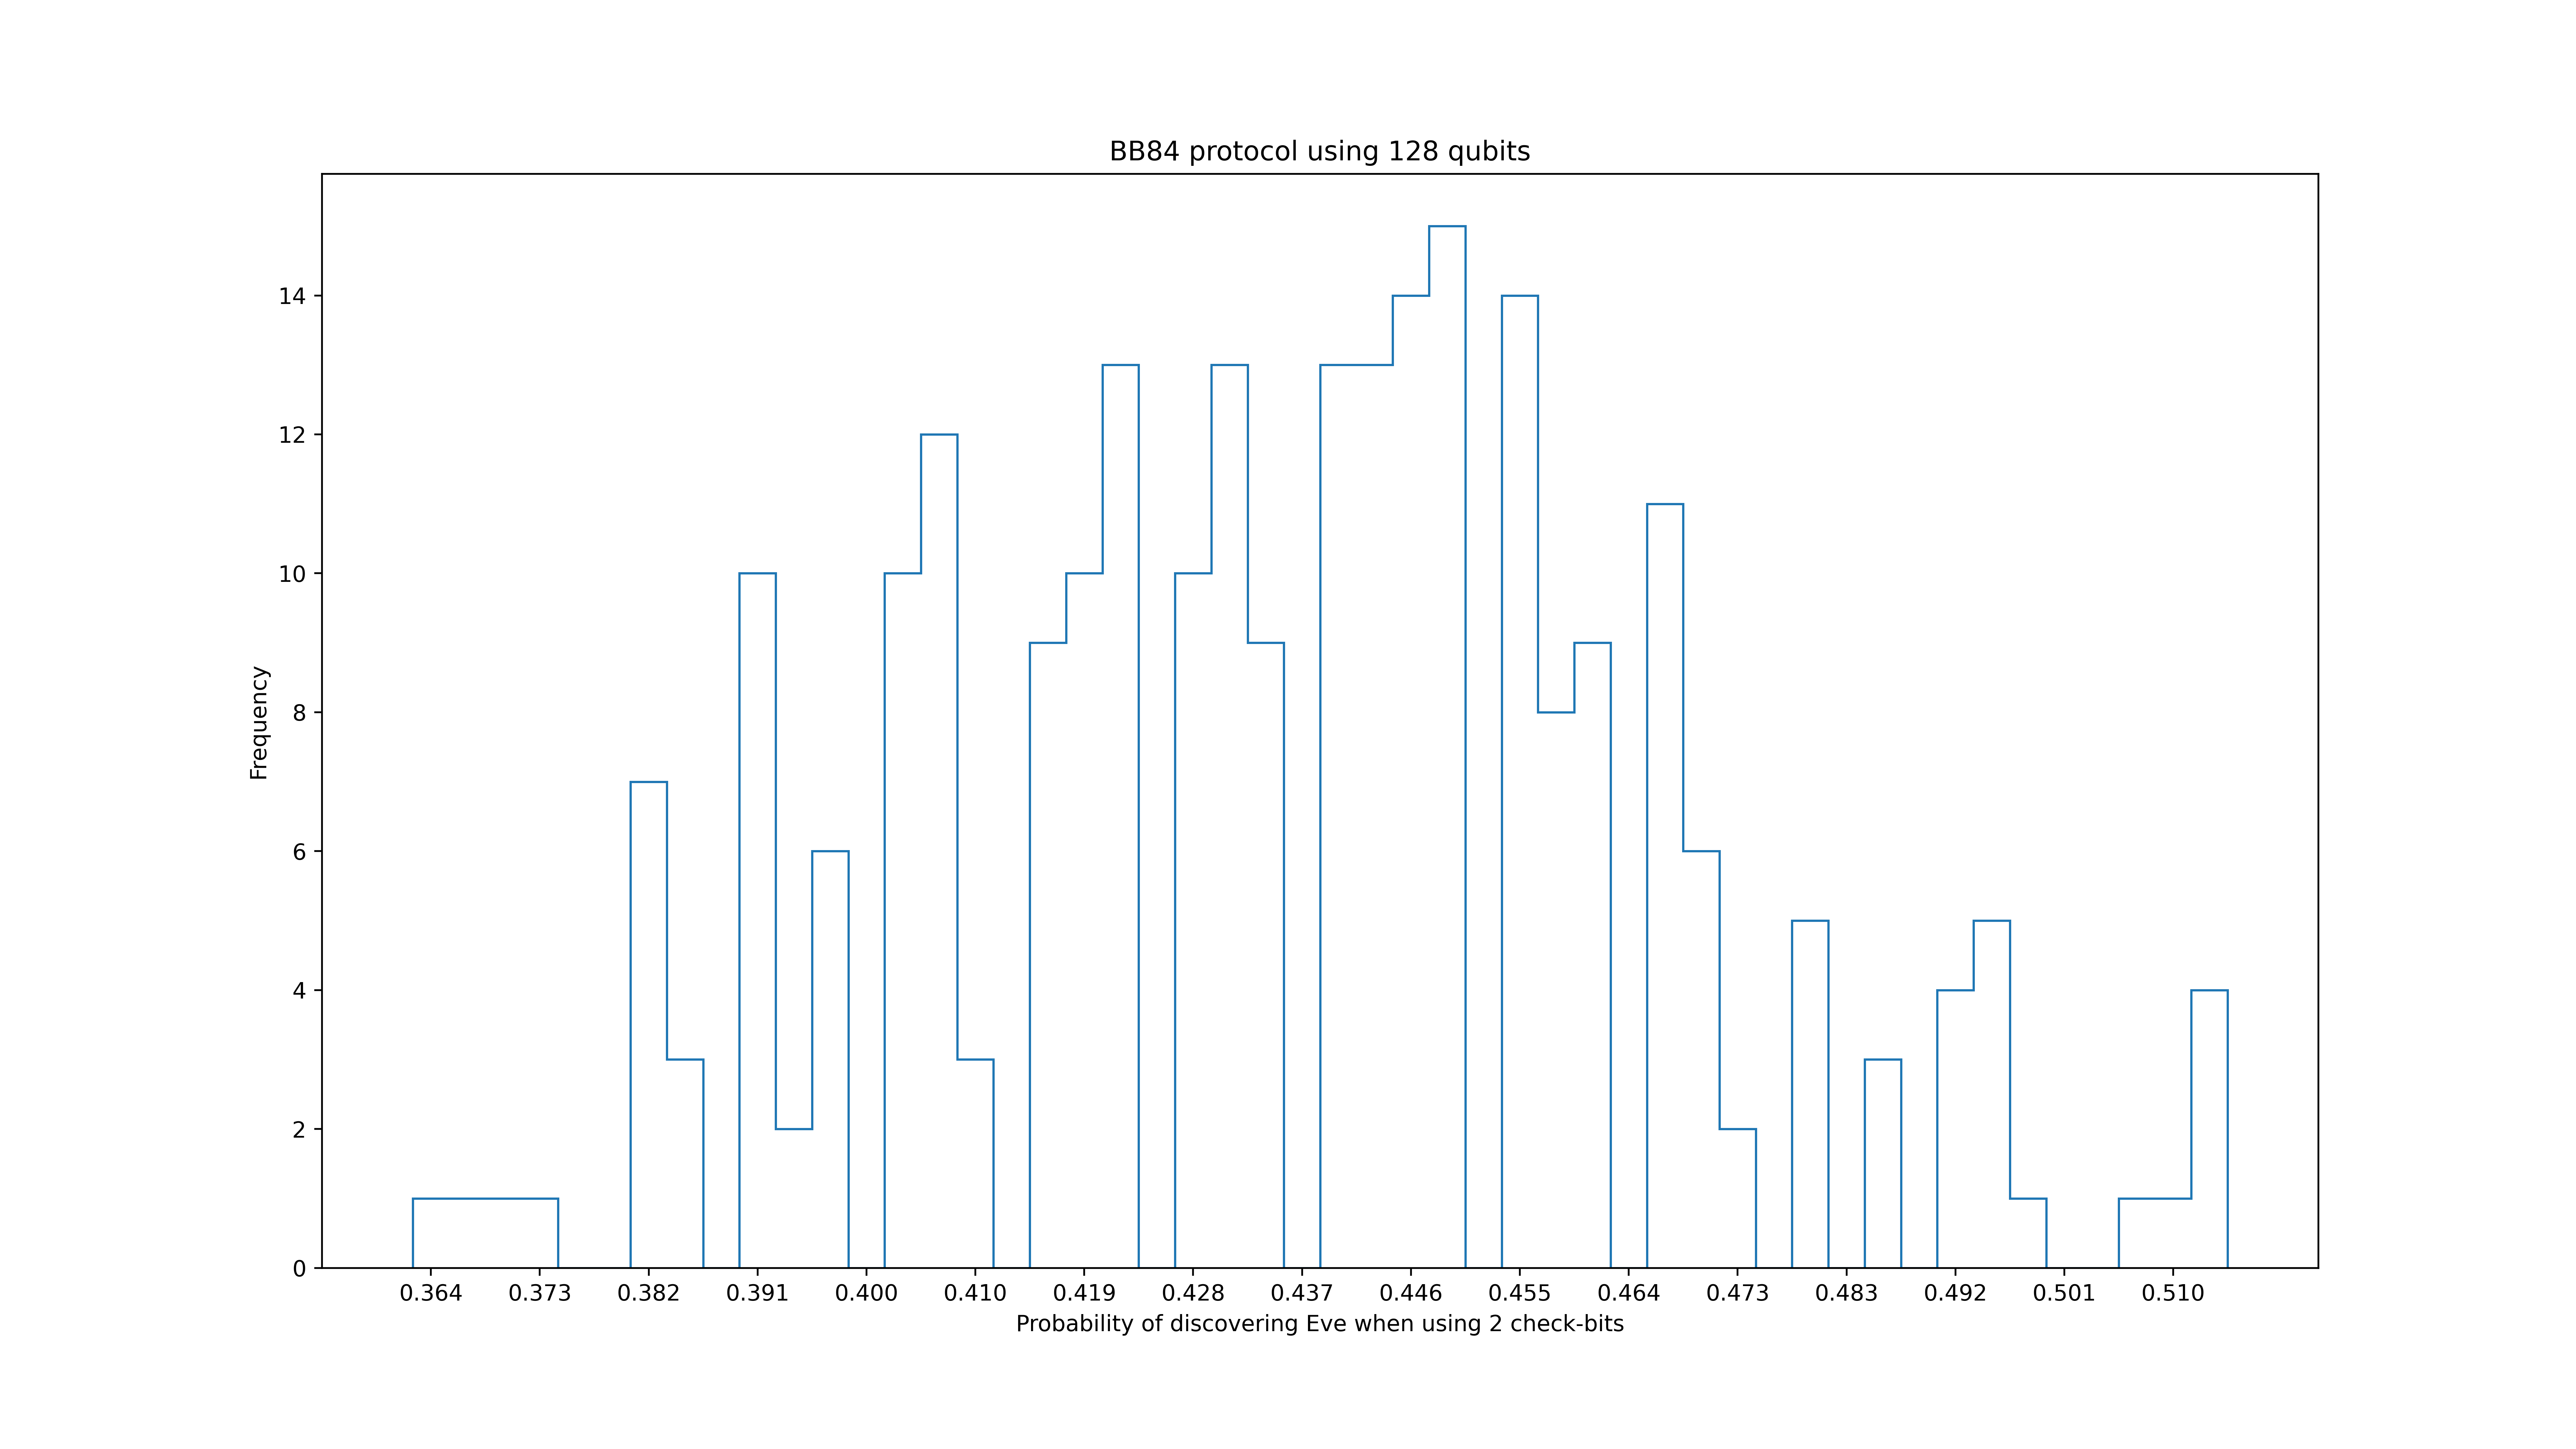 BB84 protocol using 128 qubits
14
12
10
8
6
4
2
0
Frequency
0.364 0.373 0.382 0.391 0.400 0.410 0.419 0.428 0.437 0.446 0.455 0.464 0.473 0.483 0.492 0.501 0.510
Probability of discovering Eve when using 2 check-bits